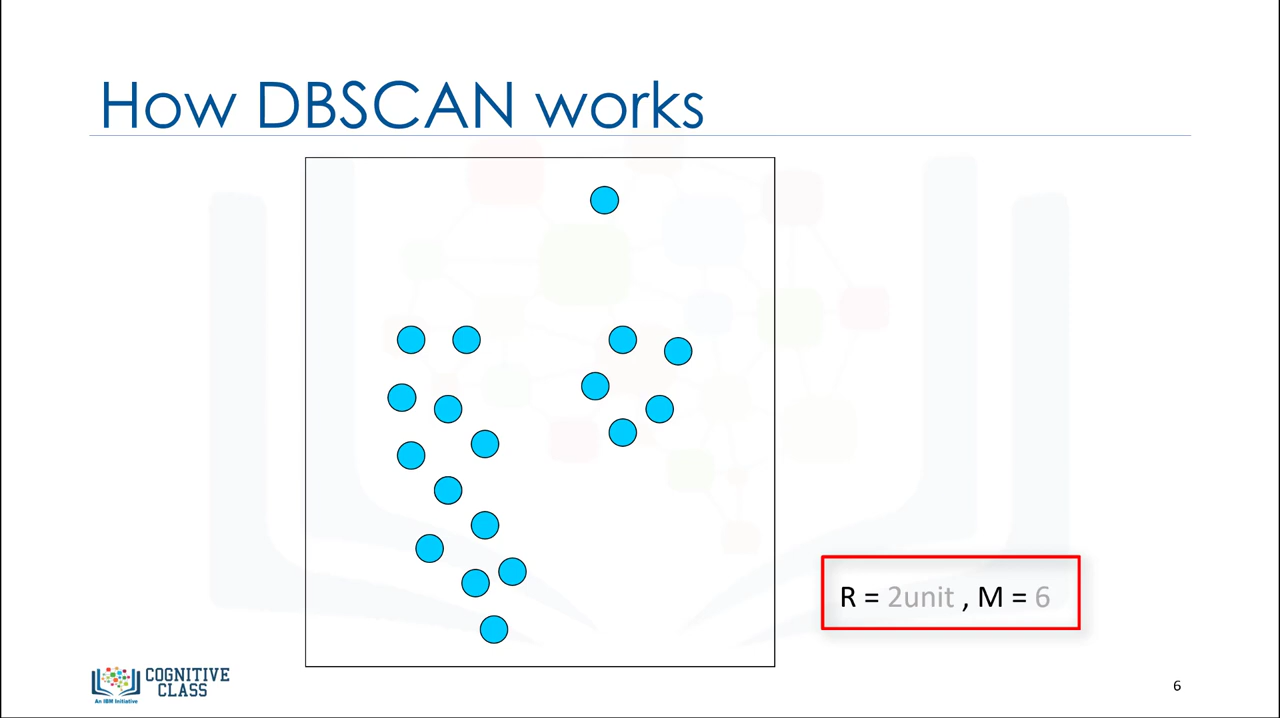 How DBSCAN works
R = 2unit , M = 6
COGNITIVE
CLASS
An IBM Initiative
6